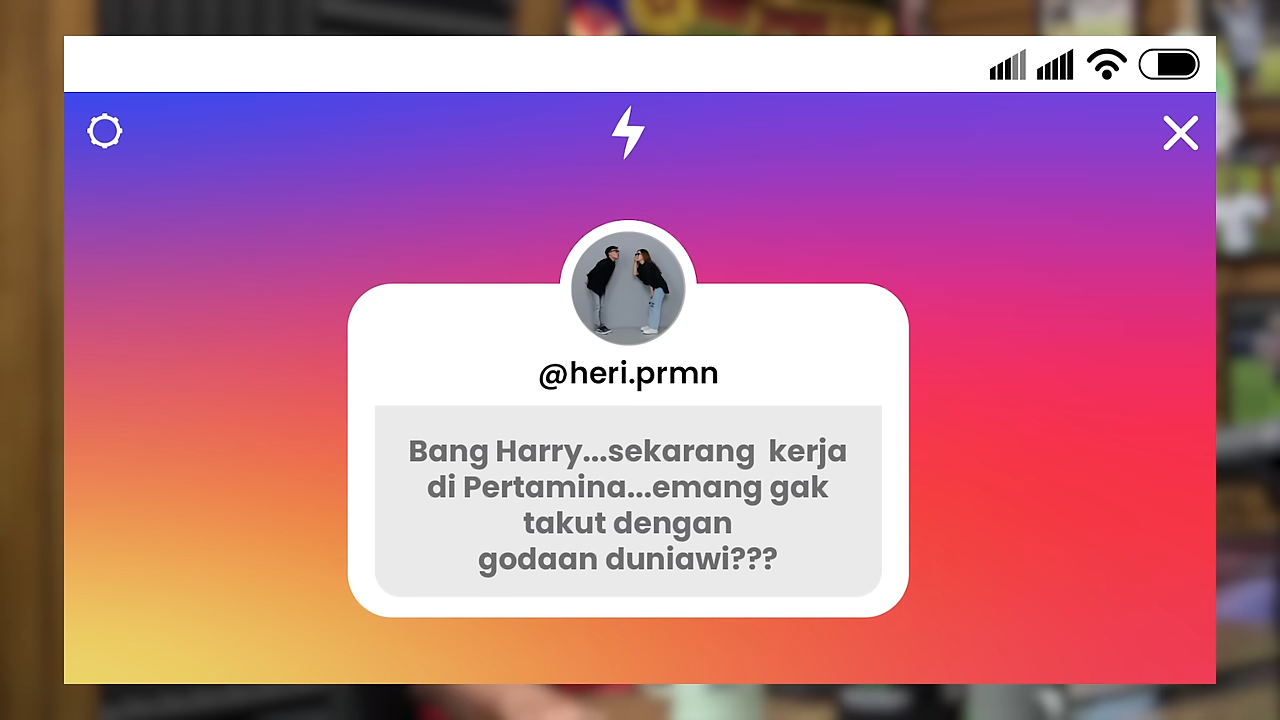 @heri.prmn
Bang Harry...sekarang  kerja
di Pertamina...emang gak
takut dengan
godaan duniawi???